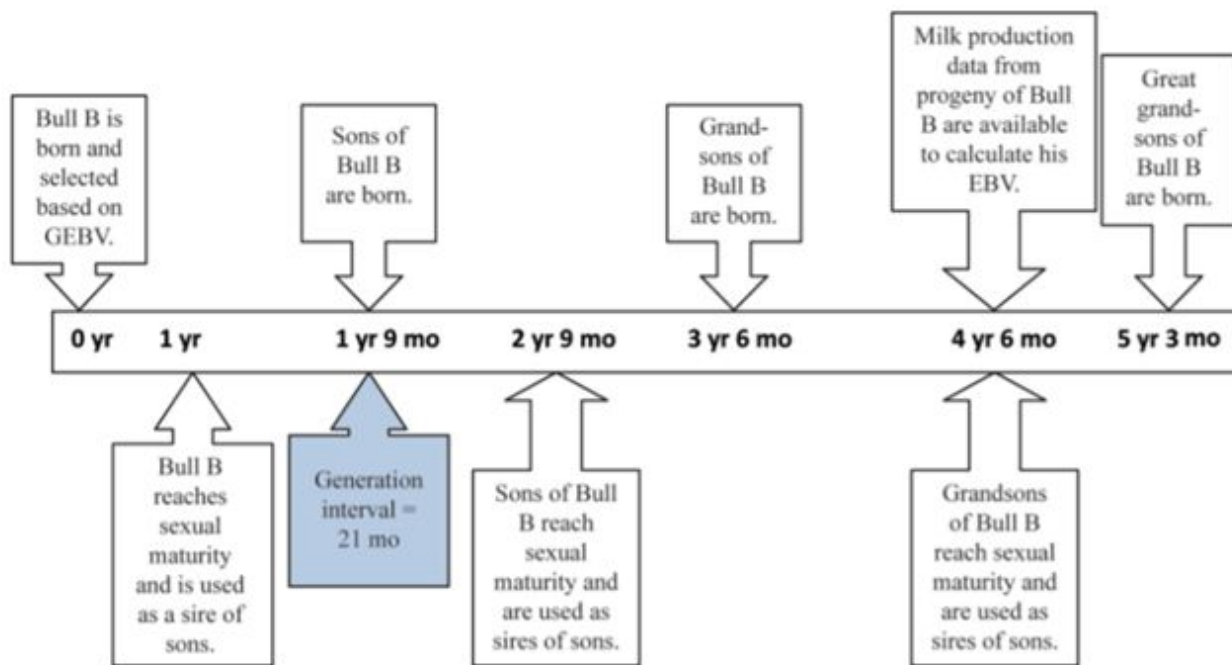 Bull B is
born and
selected
based on
GEBV.
Sons of
Bull B
are born.
Grand-
sons of
Bull B
are born.
Milk production
data from
progeny of Bull
B are available
to calculate his
EBV.
Great
grand-
sons of
Bull B
are born.
0 yr 1 yr 1 yr 9 mo 2 yr 9 mo 3 yr 6 mo 4 yr 6 mo 5 yr 3 mo
Bull B
reaches
sexual
maturity
and is used
as a sire of
sons.
Generation
interval =
21 mo
Sons of Bull
B reach
sexual
maturity and
are used as
sires of sons.
Grandsons
of Bull B
reach sexual
maturity and
are used as
sires of sons.